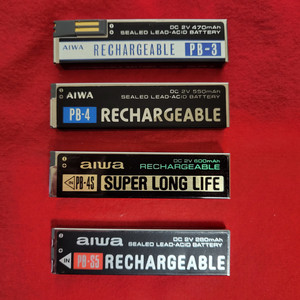 DC 2V 470mAh
SEALED LEAD-ACID BATTERY
AIWA RECHARGEABLE PB-3
DC 2V 550mAh
AIWA SEALED LEAD-ACID BATTERY
PB-4 RECHARGEABLE
aiwa DC 2V 600mAh
RECHARGEABLE
PB-4S SUPER LONG LIFE
aiwa DC 2V 260mAh
SEALED LEAD-ACID BATTERY
IN PB-S5 RECHARGEABLE